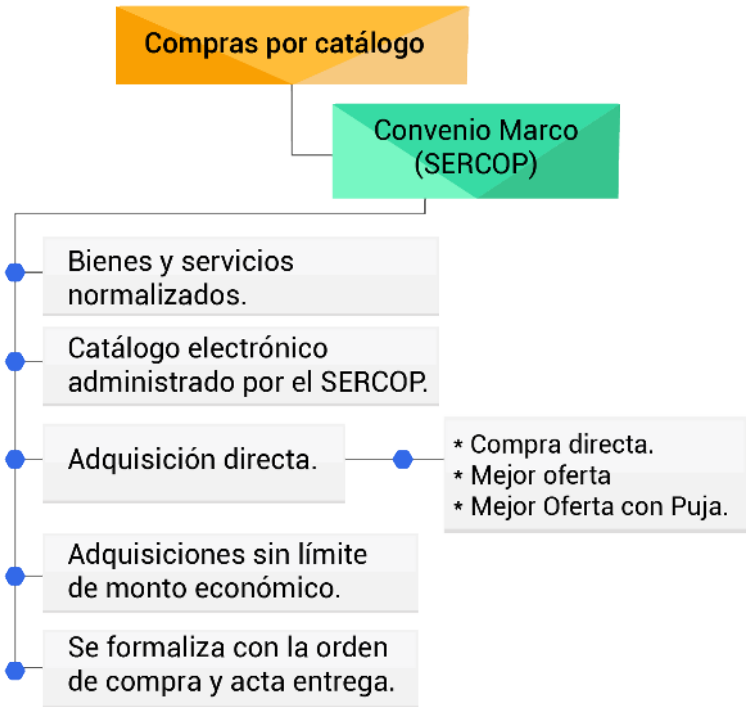 Compras por catálogo
Convenio Marco
(SERCOP)
Bienes y servicios
normalizados.
Catálogo electrónico
administrado por el SERCOP.
Adquisición directa.
* Compra directa.
* Mejor oferta
* Mejor Oferta con Puja.
Adquisiciones sin límite
de monto económico.
Se formaliza con la orden
de compra y acta entrega.